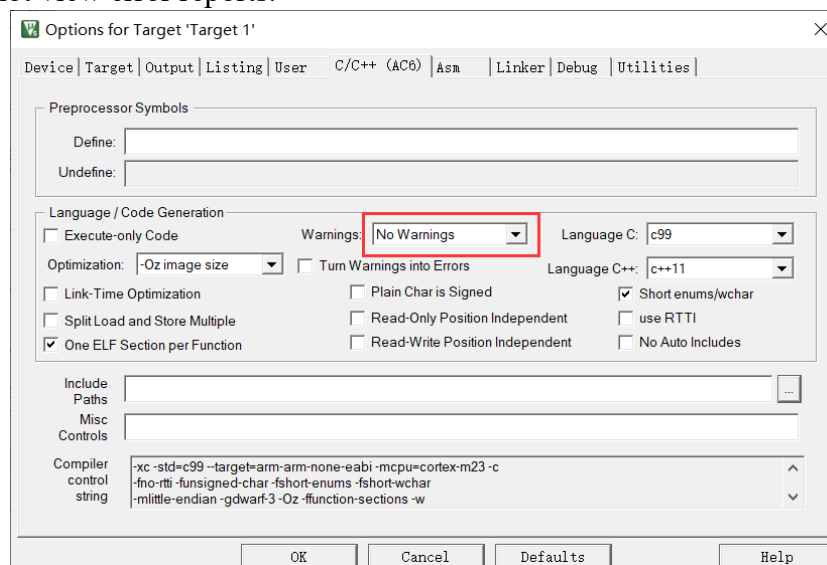 not view error reports.
Options for Target 'Target 1'
Device Target Output Listing User C/C++ (AC6) Asm Linker Debug Utilities
Preprocessor Symbols
Define:
Undefine:
Language / Code Generation
Execute-only Code Warnings: No Warnings Language C: c99
Optimization: -Oz image size Turn Warnings into Errors Language C++: c++11
Link-Time Optimization Plain Char is Signed Short enums/wchar
Split Load and Store Multiple Read-Only Position Independent use RTTI
One ELF Section per Function Read-Write Position Independent No Auto Includes
Include
Paths
...
Misc
Controls
Compiler
control
string
-xc -std=c99 --target=arm-arm-none-eabi -mcpu=cortex-m23 -c
-fno-rtti -funsigned-char -fshort-enums -fshort-wchar
-mlittle-endian -gdwarf-3 -Oz -ffunction-sections -w
OK Cancel Defaults Help